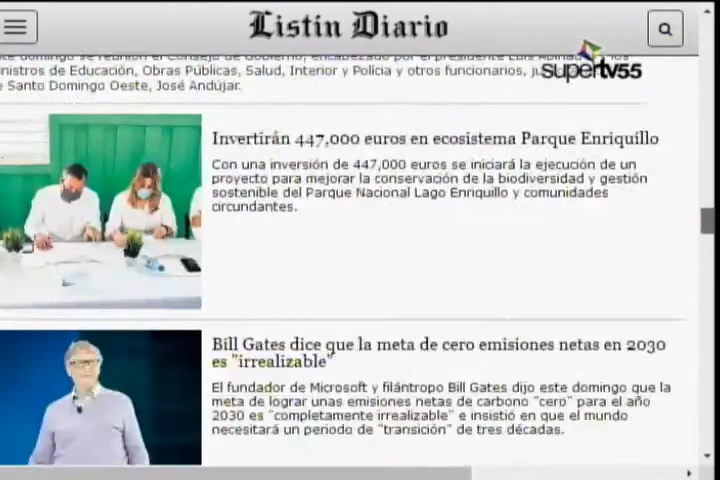 Listín Diario
supertv55
ministros de Educación, Obras Públicas, Salud, Interior y Policía y otros funcionarios,
Santo Domingo Oeste, José Andújar.
Invertirán 447,000 euros en ecosistema Parque Enriquillo
Con una inversión de 447,000 euros se iniciará la ejecución de un
proyecto para mejorar la conservación de la biodiversidad y gestión
sostenible del Parque Nacional Lago Enriquillo y comunidades
circundantes.
Bill Gates dice que la meta de cero emisiones netas en 2030
es "irrealizable"
El fundador de Microsoft y filántropo Bill Gates dijo este domingo que la
meta de lograr unas emisiones netas de carbono "cero" para el año
2030 es "completamente irrealizable" e insistió en que el mundo
necesitará un periodo de "transición" de tres décadas.